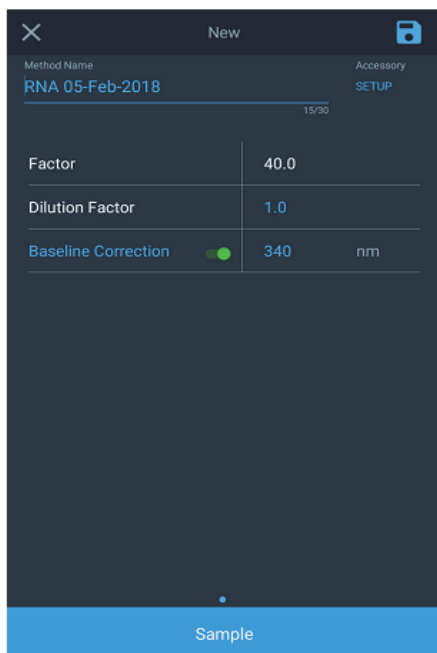 New
Method Name
Accessory
RNA 05-Feb-2018
SETUP
15/30
Factor 40.0
Dilution Factor 1.0
Baseline Correction 340 nm
Sample